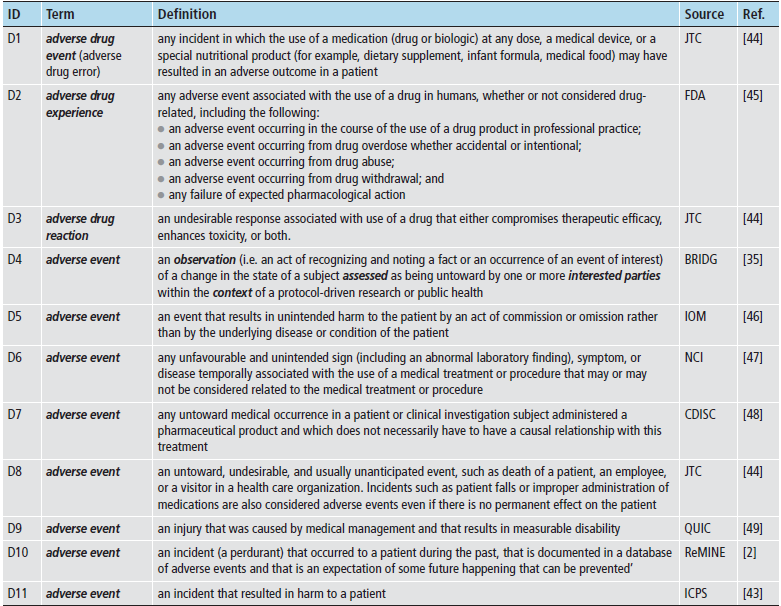 ID Term Definition Source Ref.
D1 adverse drug any incident in which the use of a medication (drug or biologic) at any dose, a medical device, or a JTC [44]
event (adverse special nutritional product (for example, dietary supplement, infant formula, medical food) may have
drug error) resulted in an adverse outcome in a patient
D2 adverse drug any adverse event associated with the use of a drug in humans, whether or not considered drug- FDA [45]
experience related, including the following:
● an adverse event occurring in the course of the use of a drug product in professional practice;
● an adverse event occurring from drug overdose whether accidental or intentional;
● an adverse event occurring from drug abuse;
● an adverse event occurring from drug withdrawal; and
● any failure of expected pharmacological action
D3 adverse drug an undesirable response associated with use of a drug that either compromises therapeutic efficacy, JTC [44]
reaction enhances toxicity, or both.
D4 adverse event an observation (i.e. an act of recognizing and noting a fact or an occurrence of an event of interest) BRIDG [35]
of a change in the state of a subject assessed as being untoward by one or more interested parties
within the context of a protocol-driven research or public health
D5 adverse event an event that results in unintended harm to the patient by an act of commission or omission rather IOM [46]
than by the underlying disease or condition of the patient
D6 adverse event any unfavourable and unintended sign (including an abnormal laboratory finding), symptom, or NCI [47]
disease temporally associated with the use of a medical treatment or procedure that may or may
not be considered related to the medical treatment or procedure
D7 adverse event any untoward medical occurrence in a patient or clinical investigation subject administered a CDISC [48]
pharmaceutical product and which does not necessarily have to have a causal relationship with this
treatment
D8 adverse event an untoward, undesirable, and usually unanticipated event, such as death of a patient, an employee, JTC [44]
or a visitor in a health care organization. Incidents such as patient falls or improper administration of
medications are also considered adverse events even if there is no permanent effect on the patient
D9 adverse event an injury that was caused by medical management and that results in measurable disability QUIC [49]
D10 adverse event an incident (a perdurant) that occurred to a patient during the past, that is documented in a database ReMINE [2]
of adverse events and that is an expectation of some future happening that can be prevented’
D11 adverse event an incident that resulted in harm to a patient ICPS [43]